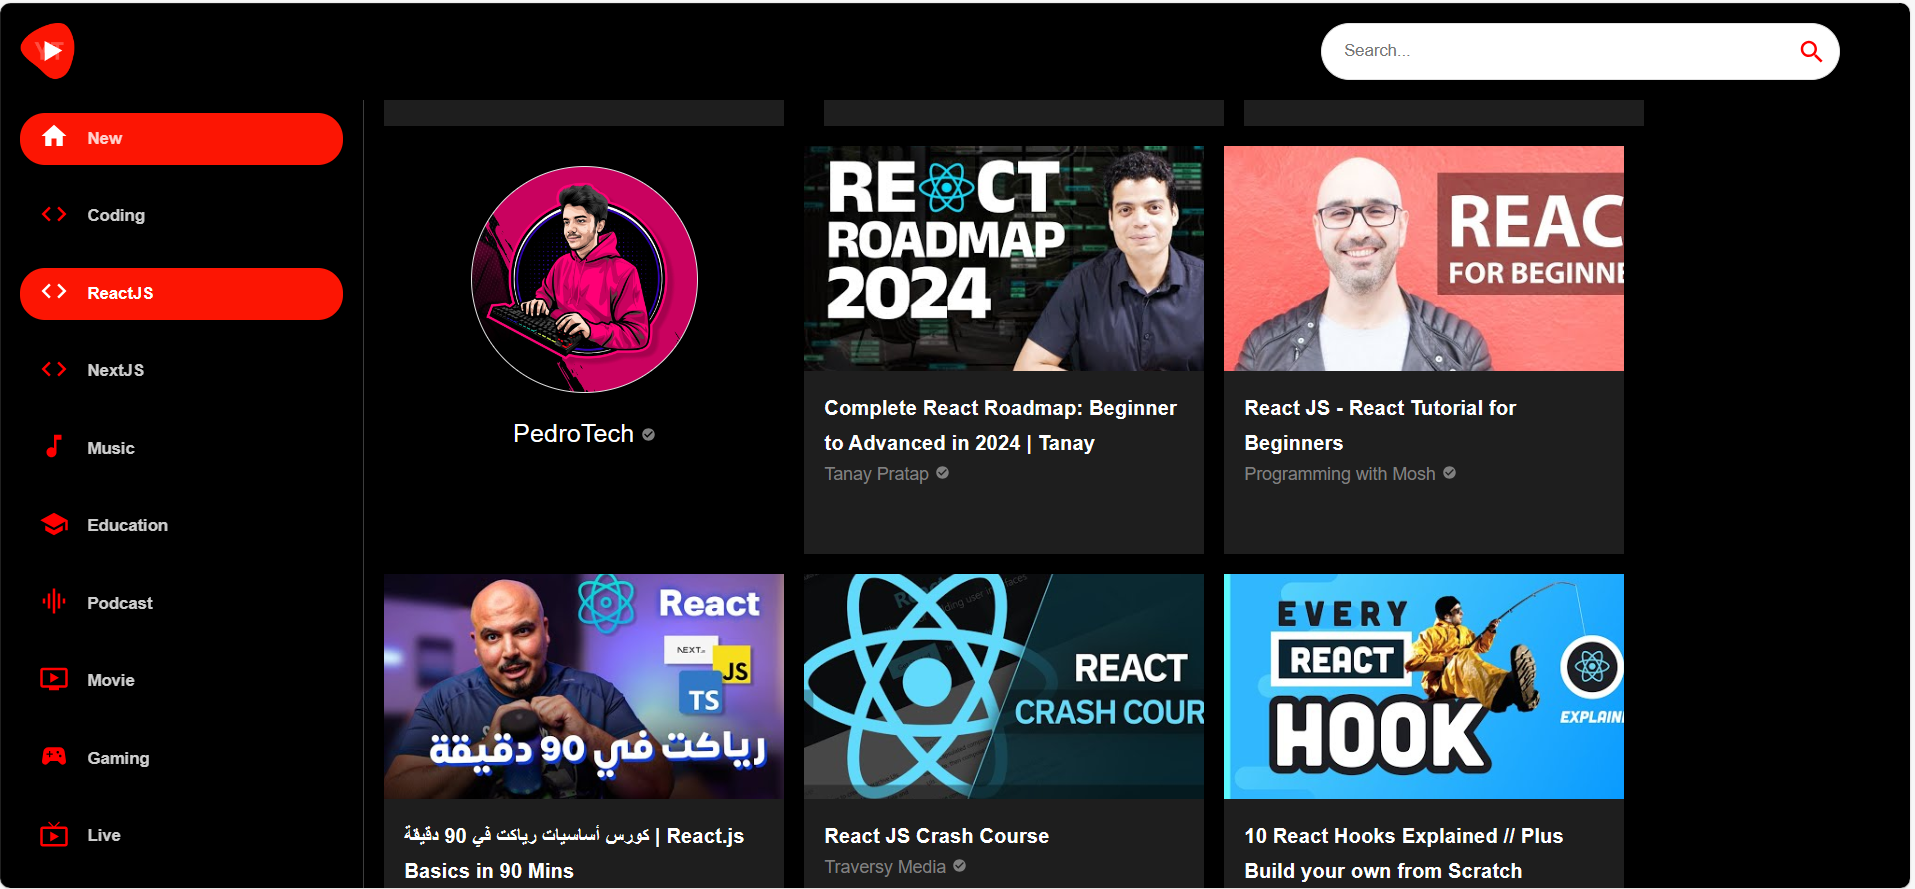 YT
Search...
New
Coding
ReactJS
NextJS
Music
Education
Podcast
Movie
Gaming
Live
PedroTech
REACT
ROADMAP
2024
Complete React Roadmap: Beginner
to Advanced in 2024 | Tanay
Tanay Pratap
REAC
FOR BEGINNE
React JS - React Tutorial for
Beginners
Programming with Mosh
React
NEXT.JS
JS
TS
رياكت في 90 دقيقة
كورس أساسيات رياكت في 90 دقيقة | React.js
Basics in 90 Mins
REACT
CRASH COUR
React JS Crash Course
Traversy Media
EVERY
REACT
HOOK
EXPLAIN
10 React Hooks Explained // Plus
Build your own from Scratch